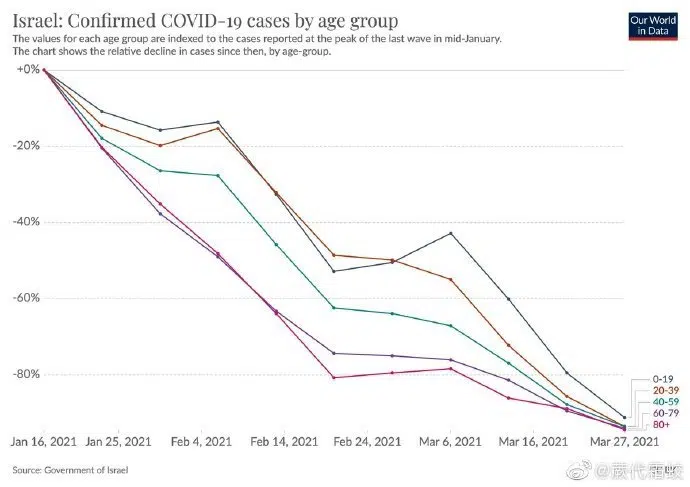 Israel: Confirmed COVID-19 cases by age group
Our World
in Data
The values for each age group are indexed to the cases reported at the peak of the last wave in mid-January.
The chart shows the relative decline in cases since then, by age-group.
+0%
-20%
-40%
-60%
-80%
0-19
20-39
40-59
60-79
80+
Jan 16, 2021
Jan 25, 2021
Feb 4, 2021
Feb 14, 2021
Feb 24, 2021
Mar 6, 2021
Mar 16, 2021
Mar 27, 2021
Source: Government of Israel